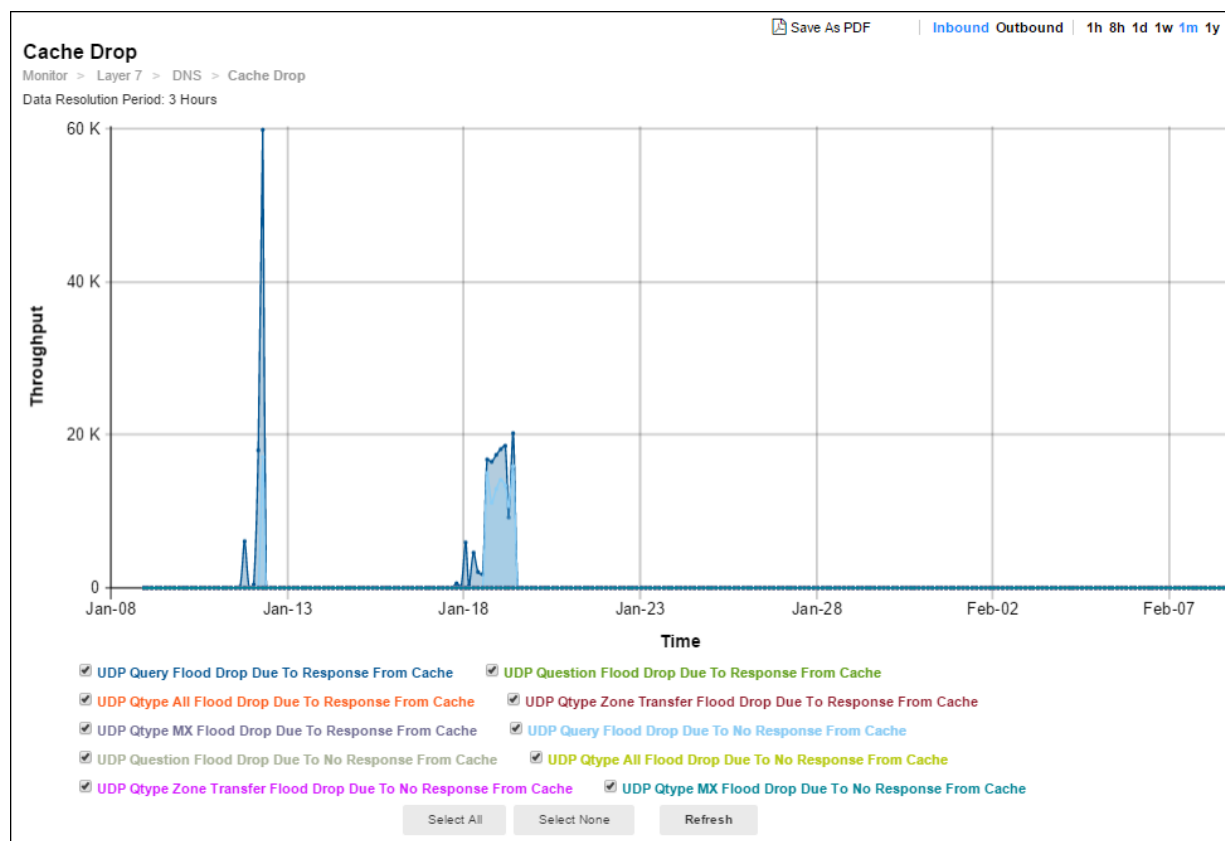 Save As PDF Inbound Outbound 1h 8h 1d 1w 1m 1y
Cache Drop
Monitor > Layer 7 > DNS > Cache Drop
Data Resolution Period: 3 Hours
60 K
40 K
20 K
0
Throughput
Jan-08 Jan-13 Jan-18 Jan-23 Jan-28 Feb-02 Feb-07
Time
UDP Query Flood Drop Due To Response From Cache UDP Question Flood Drop Due To Response From Cache
UDP Qtype All Flood Drop Due To Response From Cache UDP Qtype Zone Transfer Flood Drop Due To Response From Cache
UDP Qtype MX Flood Drop Due To Response From Cache UDP Query Flood Drop Due To No Response From Cache
UDP Question Flood Drop Due To No Response From Cache UDP Qtype All Flood Drop Due To No Response From Cache
UDP Qtype Zone Transfer Flood Drop Due To No Response From Cache UDP Qtype MX Flood Drop Due To No Response From Cache
Select All Select None Refresh